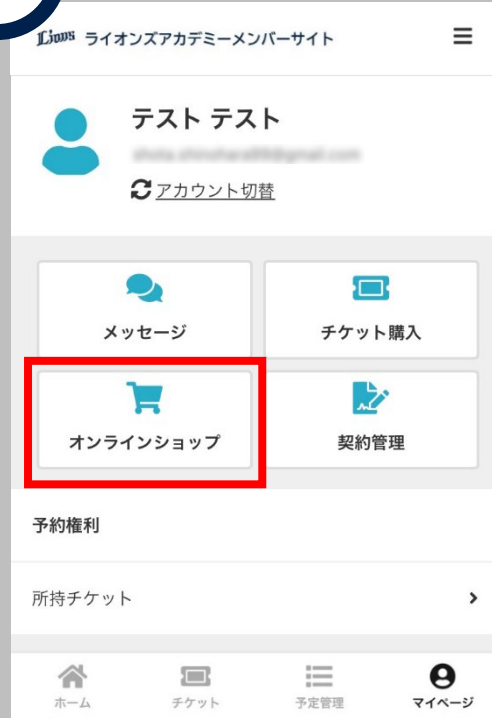 Lions ライオンズアカデミーメンバーサイト
テスト テスト
アカウント切替
メッセージ
チケット購入
オンラインショップ
契約管理
予約権利
所持チケット
ホーム
チケット
予定管理
マイページ